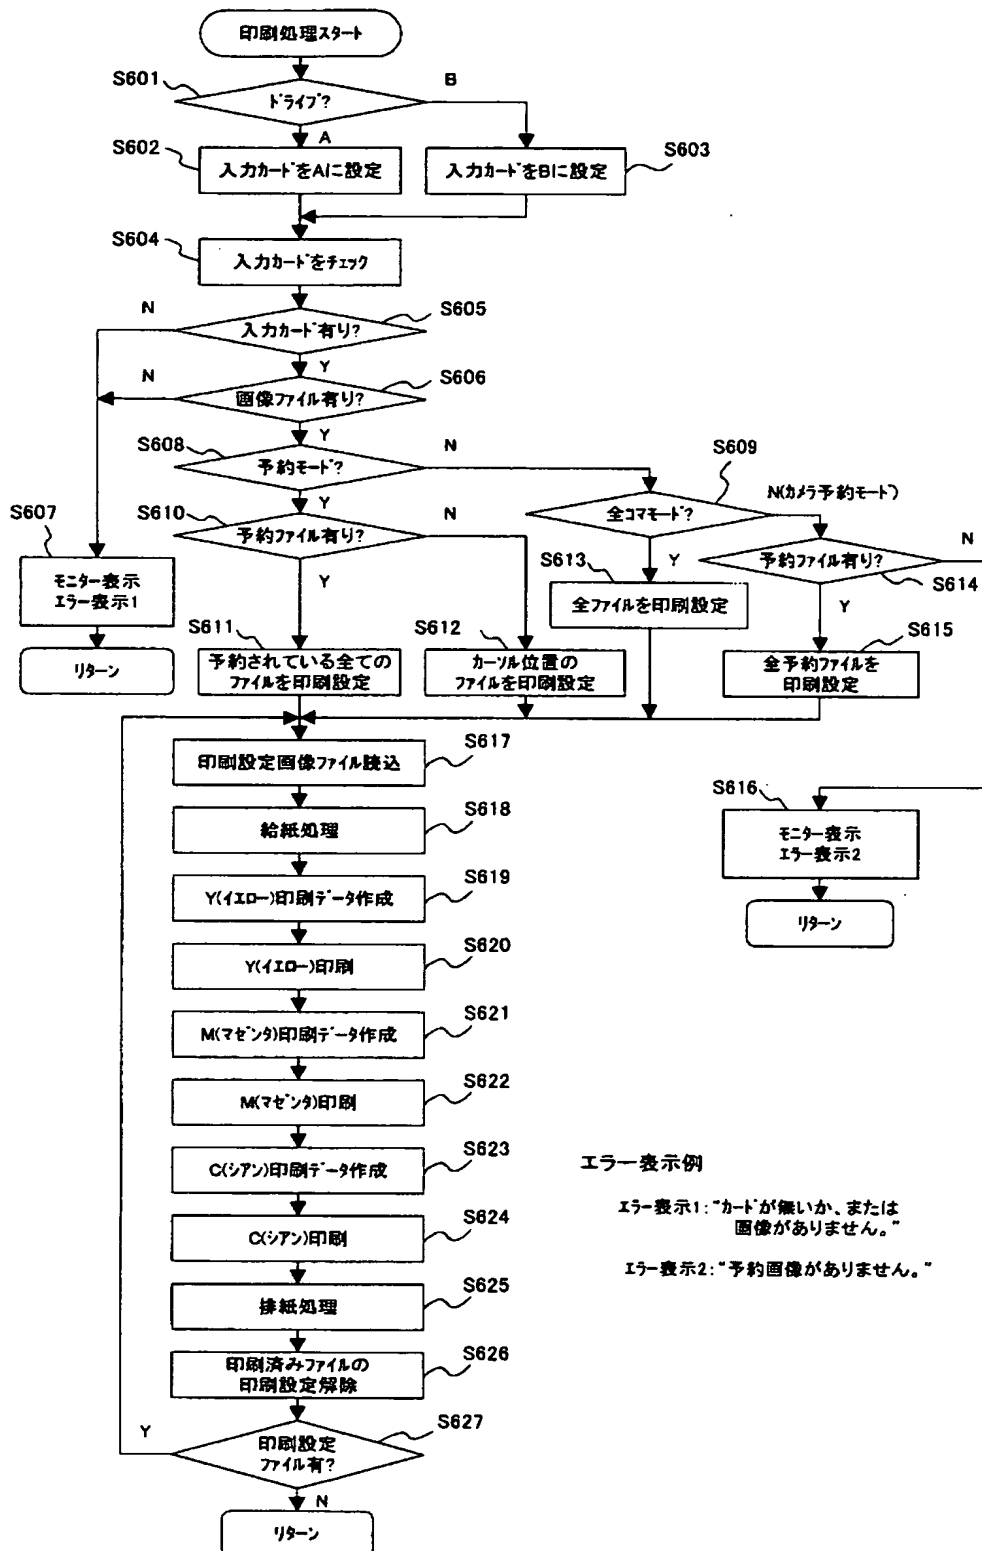 印刷処理スタート
S601
ドライブ?
B
A
S602
入力カードをAに設定
入力カードをBに設定
S603
S604
入力カードをチェック
N
入力カード有り?
S605
Y
N
画像ファイル有り?
S606
Y
S608
予約モード?
N
S609
Y
全コマモード?
N(カメラ予約モード)
S610
予約ファイル有り?
N
Y
S607
モニター表示
エラー表示1
リターン
S613
Y
全ファイルを印刷設定
予約ファイル有り?
N
S614
Y
S611
予約されている全ての
ファイルを印刷設定
S612
カーソル位置の
ファイルを印刷設定
S615
全予約ファイルを
印刷設定
印刷設定画像ファイル読込
S617
給紙処理
S618
S616
モニター表示
エラー表示2
リターン
Y(イエロー)印刷データ作成
S619
Y(イエロー)印刷
S620
M(マゼンタ)印刷データ作成
S621
M(マゼンタ)印刷
S622
C(シアン)印刷データ作成
S623
C(シアン)印刷
S624
排紙処理
S625
印刷済みファイルの
印刷設定解除
S626
Y
印刷設定
ファイル有?
S627
N
リターン
エラー表示例
エラー表示1:"カードが無いか、または
画像がありません。"
エラー表示2:"予約画像がありません。"